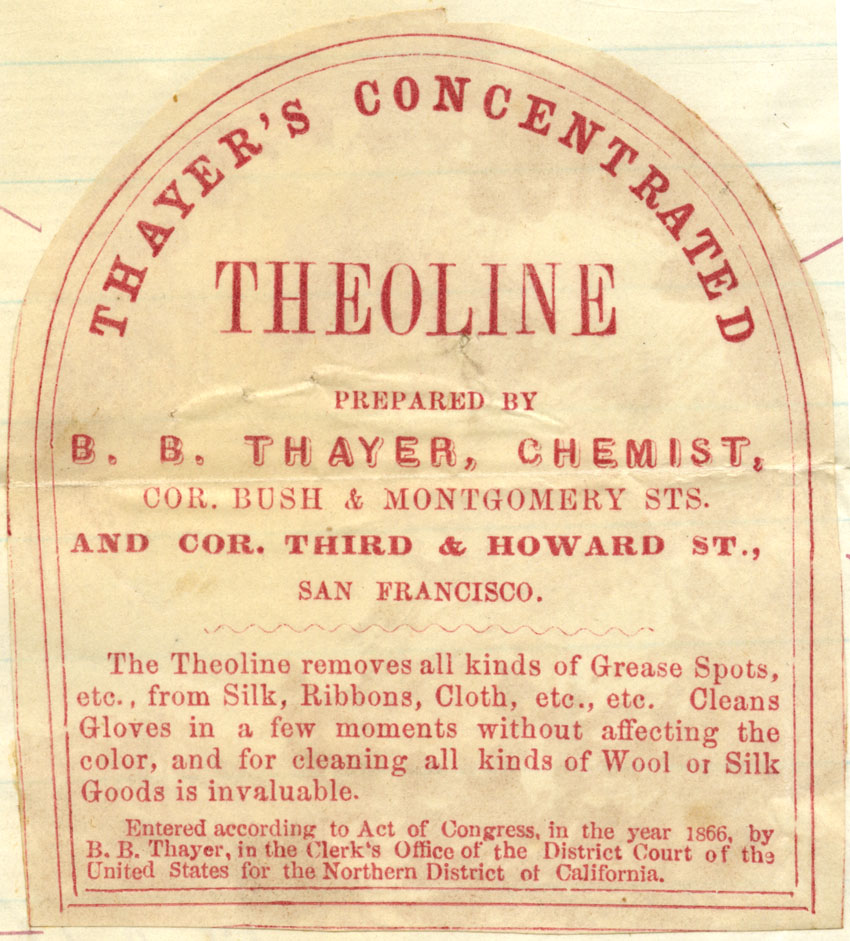 THAYER'S CONCENTRATED
THEOLINE
PREPARED BY
B. B. THAYER, CHEMIST,
COR. BUSH & MONTGOMERY STS.
AND COR. THIRD & HOWARD ST.,
SAN FRANCISCO.
The Theoline removes all kinds of Grease Spots,
etc., from Silk, Ribbons, Cloth, etc., etc. Cleans
Gloves in a few moments without affecting the
color, and for cleaning all kinds of Wool or Silk
Goods is invaluable.
Entered according to Act of Congress, in the year 1866, by
B. B. Thayer, in the Clerk's Office of the District Court of the
United States for the Northern District of California.